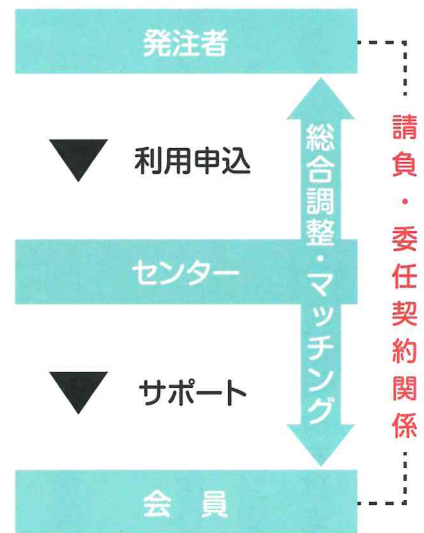 発注者
利用申込
センター
サポート
会員
総合調整・マッチング
請負・委任契約関係